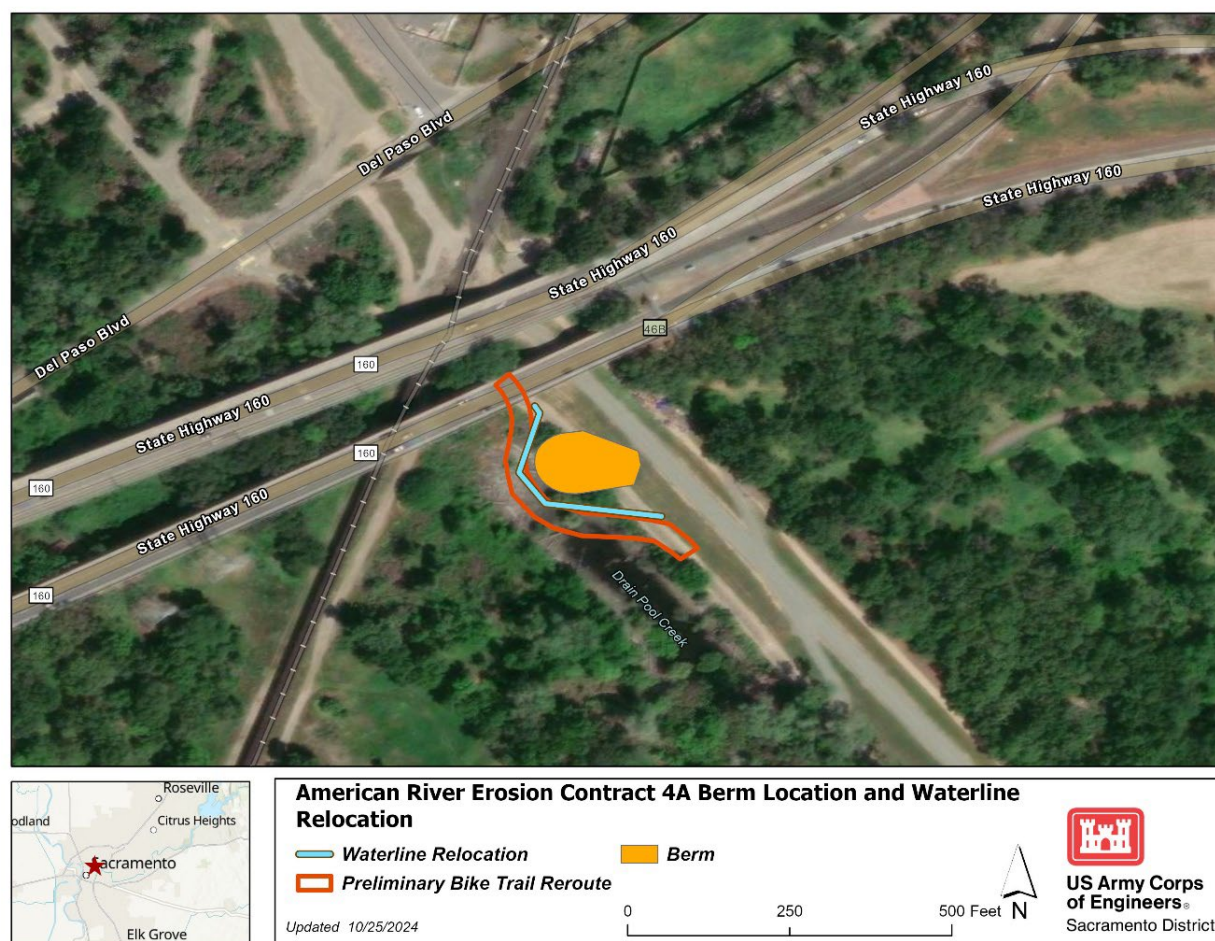 State Highway 160
State Highway 160
Del Paso Blvd
State Highway 160
46B
Del Paso Blvd
160
State Highway 160
160
160
State Highway 160
160
Drain Pool Creek
Roseville
odland
Citrus Heights
Sacramento
Elk Grove
American River Erosion Contract 4A Berm Location and Waterline
Relocation
Waterline Relocation
Berm
Preliminary Bike Trail Reroute
Updated 10/25/2024
0 250 500 Feet
N
US Army Corps
of Engineers®
Sacramento District